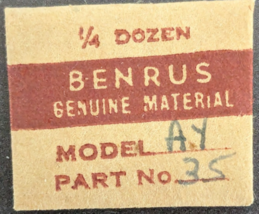 1/4 DOZEN
BENRUS
GENUINE MATERIAL
MODEL AY
PART No. 35